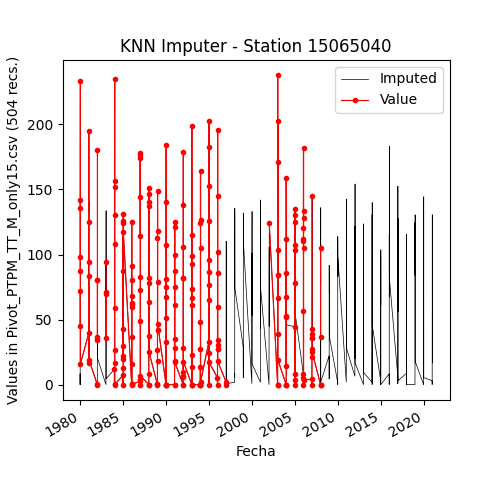 KNN Imputer - Station 15065040
Imputed
Value
Values in Pivot_PTPM_TT_M_only15.csv (504 recs.)
200
150
100
50
0
1980
1985
1990
1995
2000
2005
2010
2015
2020
Fecha